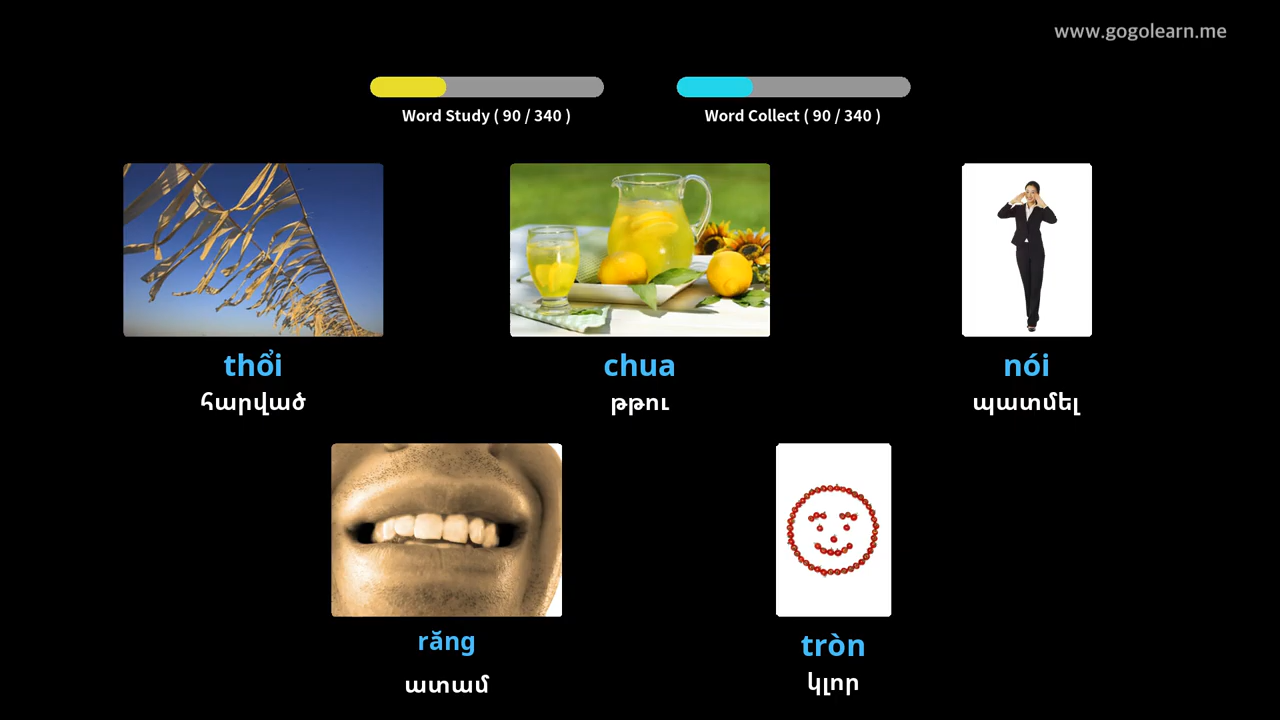 www.gogolearn.me
Word Study ( 90 / 340 )
Word Collect ( 90 / 340 )
thổi
հարված
chua
թթու
nói
պատմել
răng
ատամ
tròn
կլոր